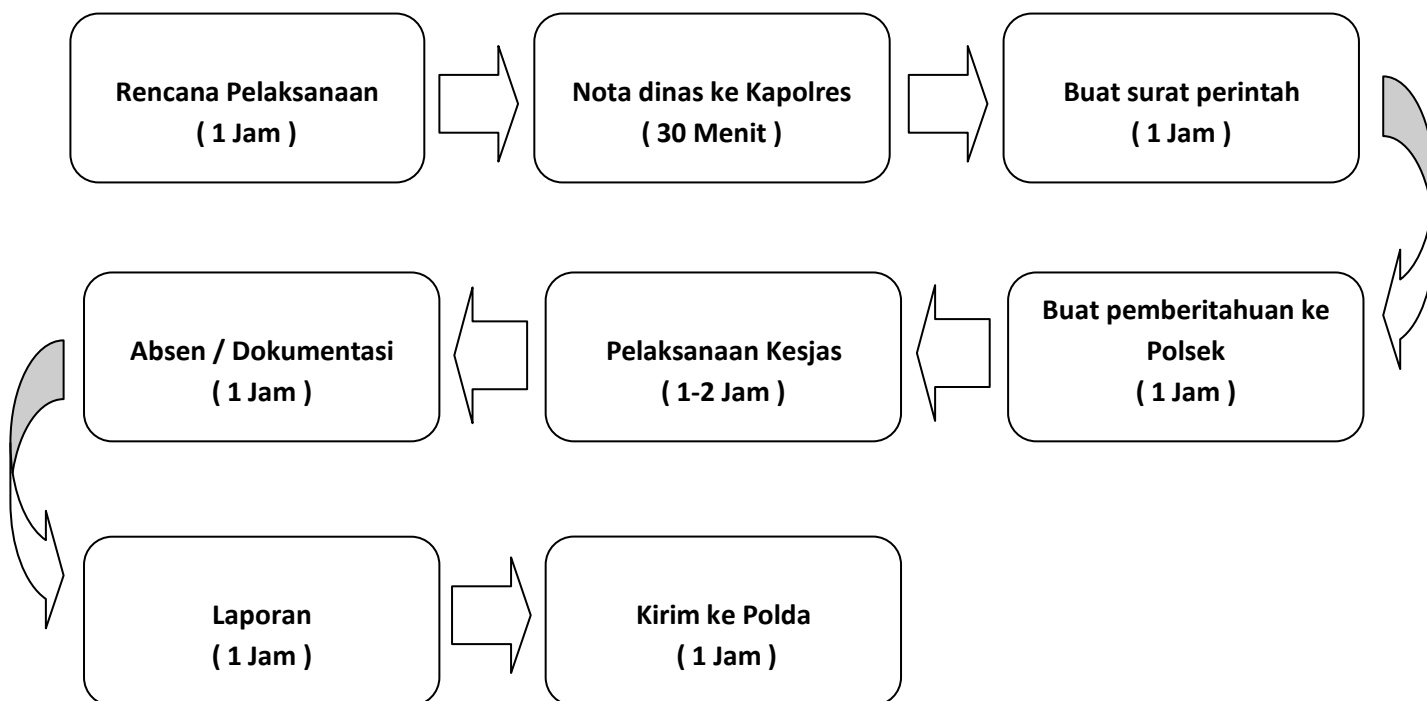 Rencana Pelaksanaan
( 1 Jam )
Nota dinas ke Kapolres
( 30 Menit )
Buat surat perintah
( 1 Jam )
Buat pemberitahuan ke
Polsek
( 1 Jam )
Pelaksanaan Kesjas
( 1-2 Jam )
Absen / Dokumentasi
( 1 Jam )
Laporan
( 1 Jam )
Kirim ke Polda
( 1 Jam )